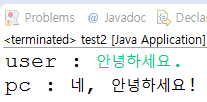 Problems @ Javadoc Declar
<terminated> test2 [Java Application]
user : 안녕하세요.
pc : 네, 안녕하세요!